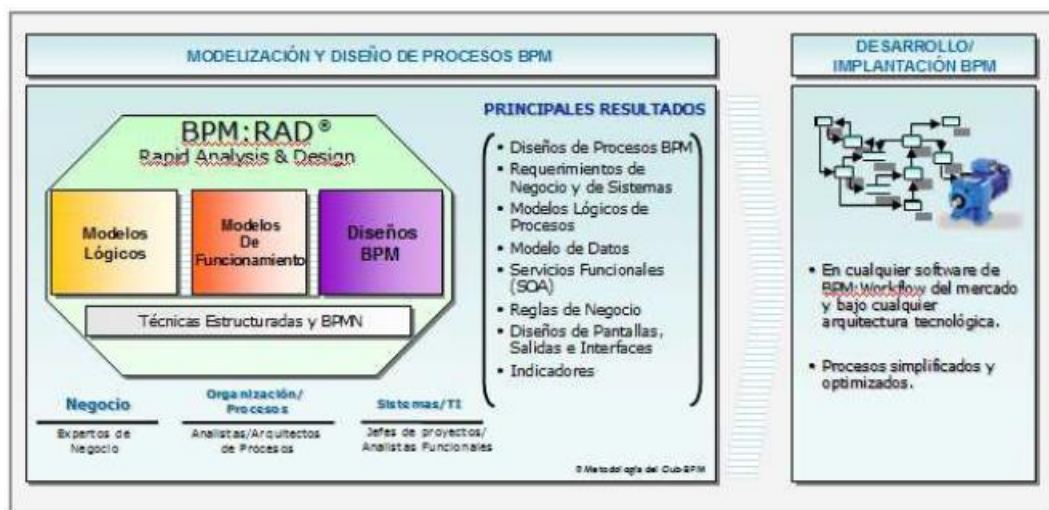 MODELIZACIÓN Y DISEÑO DE PROCESOS BPM
BPM:RAD®
Rapid Analysis & Design
Modelos
Lógicos
Modelos
De
Funcionamiento
Diseños
BPM
Técnicas Estructuradas y BPMN
Negocio
Expertos de
Negocio
Organización/
Procesos
Analistas/Arquitectos
de Procesos
Sistemas/TI
Jefes de proyectos/
Analistas Funcionales
PRINCIPALES RESULTADOS
• Diseños de Procesos BPM
• Requerimientos de
Negocio y de Sistemas
• Modelos Lógicos de
Procesos
• Modelo de Datos
• Servicios Funcionales
(SOA)
• Reglas de Negocio
• Diseños de Pantallas,
Salidas e Interfaces
• Indicadores
© Metodología del Club-BPM
DESARROLLO/
IMPLANTACIÓN BPM
• En cualquier software de
BPM:Workflow del mercado
y bajo cualquier
arquitectura tecnológica.
• Procesos simplificados y
optimizados.